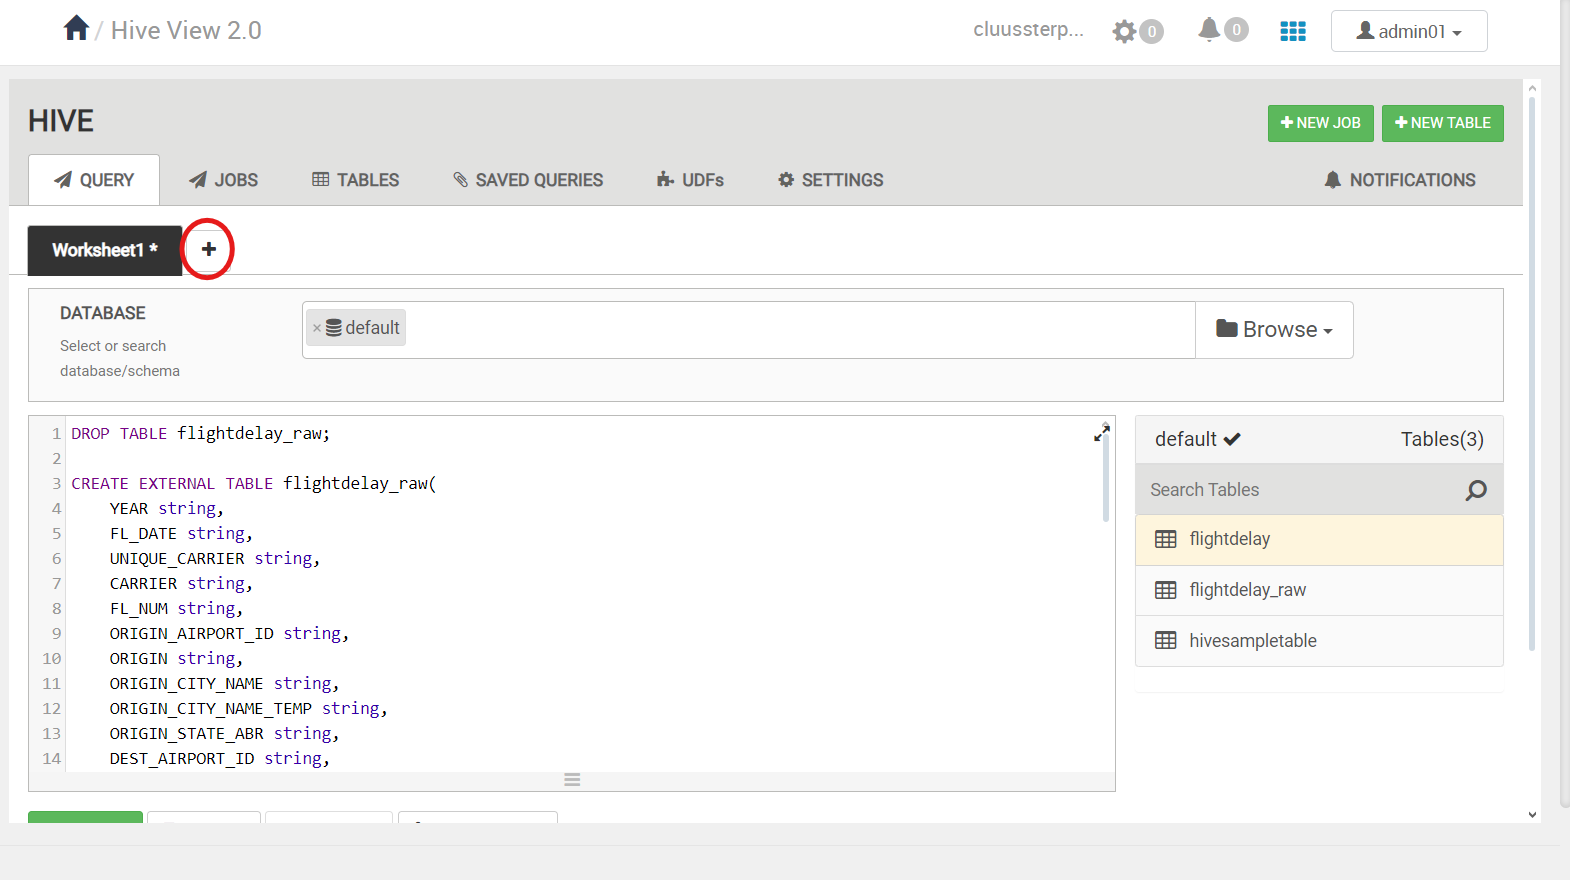 / Hive View 2.0
cluussterp... 0 0 admin01
HIVE
NEW JOB NEW TABLE
QUERY JOBS TABLES SAVED QUERIES UDFs SETTINGS NOTIFICATIONS
Worksheet1 * +
DATABASE
Select or search
database/schema
× default
Browse
1 DROP TABLE flightdelay_raw;
2
3 CREATE EXTERNAL TABLE flightdelay_raw(
4 YEAR string,
5 FL_DATE string,
6 UNIQUE_CARRIER string,
7 CARRIER string,
8 FL_NUM string,
9 ORIGIN_AIRPORT_ID string,
10 ORIGIN string,
11 ORIGIN_CITY_NAME string,
12 ORIGIN_CITY_NAME_TEMP string,
13 ORIGIN_STATE_ABR string,
14 DEST_AIRPORT_ID string,
default Tables(3)
Search Tables
flightdelay
flightdelay_raw
hivesampletable